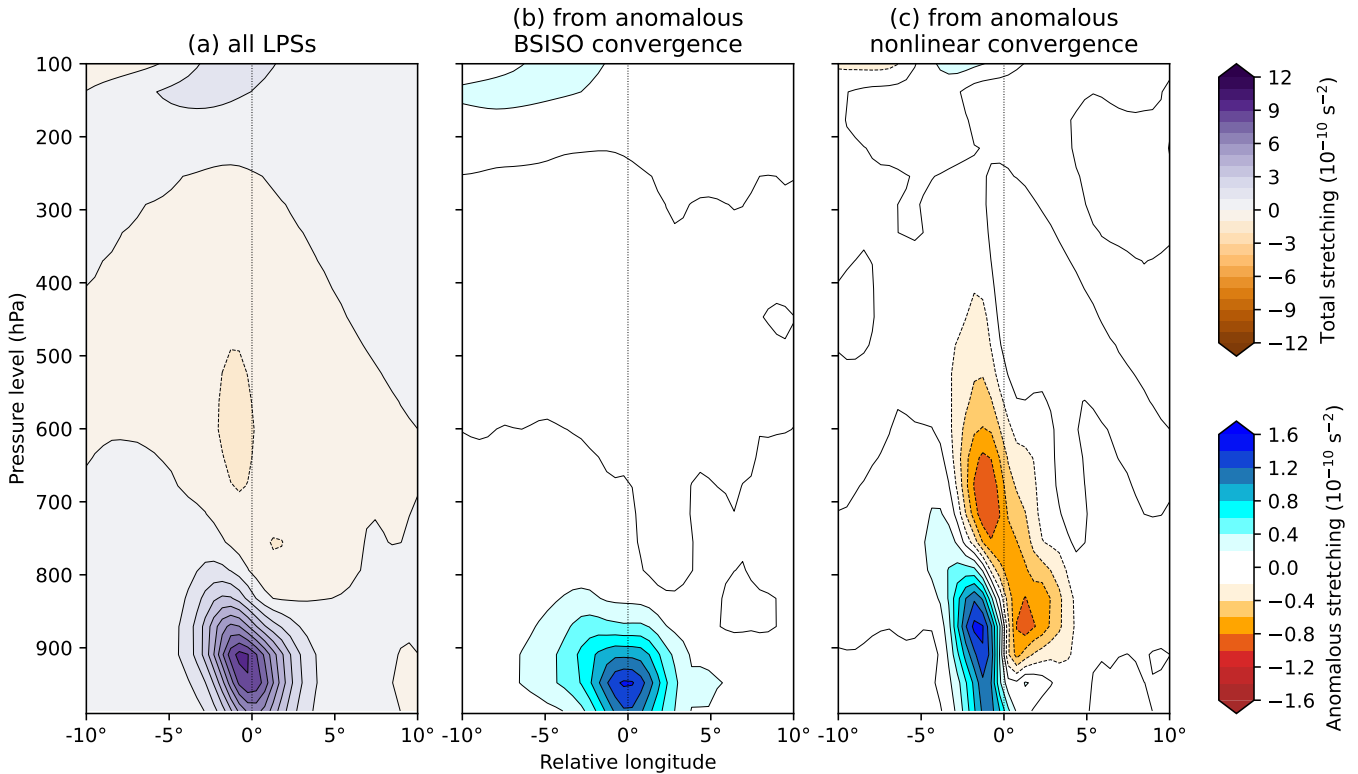 (a) all LPSs
(b) from anomalous
BSISO convergence
(c) from anomalous
nonlinear convergence
100
200
300
400
500
600
700
800
900
Pressure level (hPa)
-10° -5° 0° 5° 10°
-10° -5° 0° 5° 10°
-10° -5° 0° 5° 10°
Relative longitude
12
9
6
3
0
−3
−6
−9
−12
Total stretching (10⁻¹⁰ s⁻²)
1.6
1.2
0.8
0.4
0.0
−0.4
−0.8
−1.2
−1.6
Anomalous stretching (10⁻¹⁰ s⁻²)